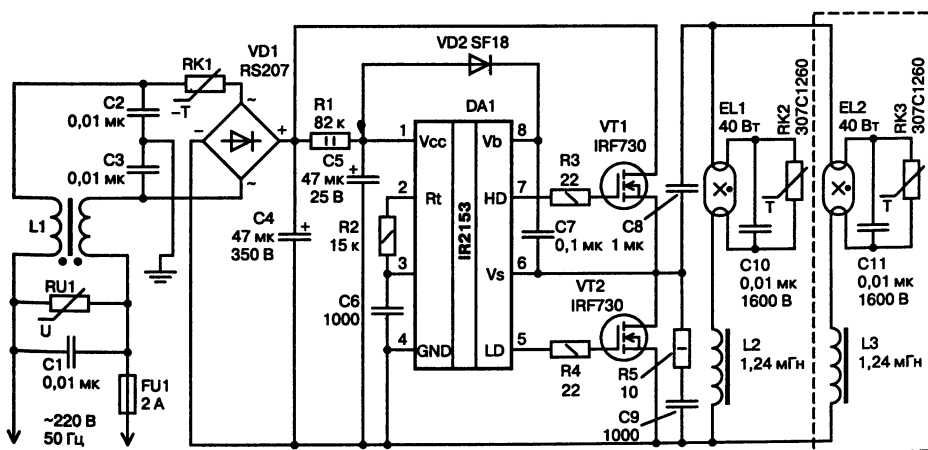 VD1
RS207
RK1
−T
C2
0,01 мк
C3
0,01 мк
L1
RU1
U
C1
0,01 мк
FU1
2 A
~220 В
50 Гц
~
−
+
~
R1
82 к
C5
47 мк
25 В
+
C4
47 мк
350 В
+
VD2 SF18
DA1
IR2153
1
Vcc
2
Rt
3
4
GND
8
Vb
7
HD
6
Vs
5
LD
R2
15 к
C6
1000
R3
22
VT1
IRF730
C7
0,1 мк
C8
1 мк
VT2
IRF730
R4
22
R5
10
C9
1000
EL1
40 Вт
RK2
307C1260
T
C10
0,01 мк
1600 В
L2
1,24 мГн
EL2
40 Вт
RK3
307C1260
T
C11
0,01 мк
1600 В
L3
1,24 мГн